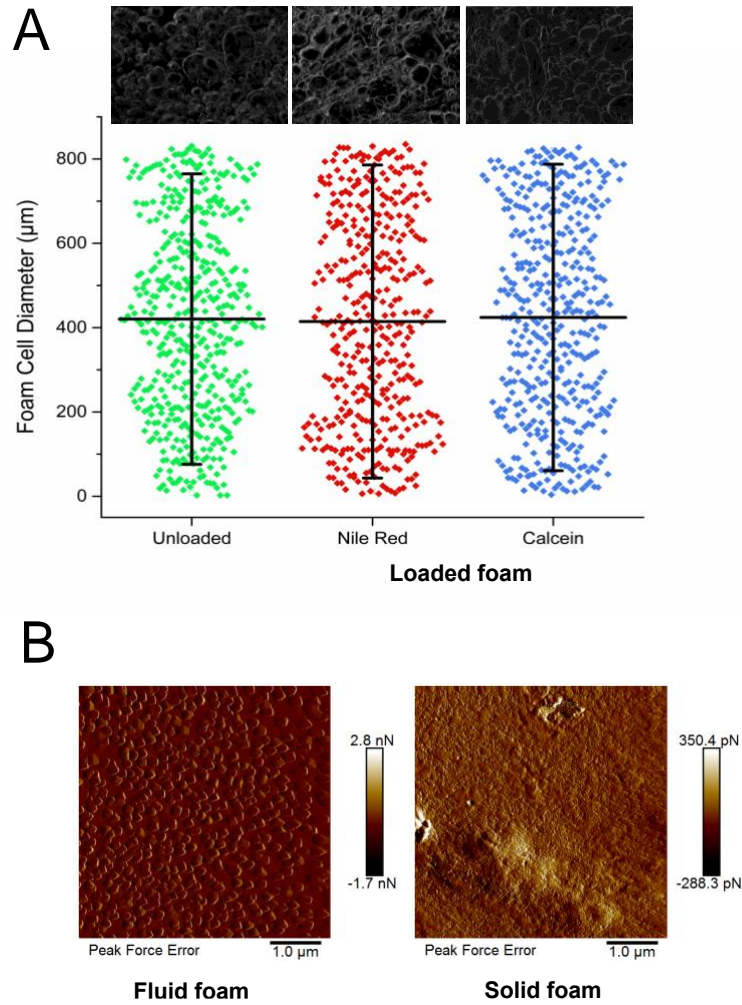 A
Foam Cell Diameter (µm)
800
600
400
200
0
Unloaded
Nile Red
Calcein
Loaded foam
B
2.8 nN
-1.7 nN
350.4 pN
-288.3 pN
Peak Force Error
1.0 µm
Peak Force Error
1.0 µm
Fluid foam
Solid foam